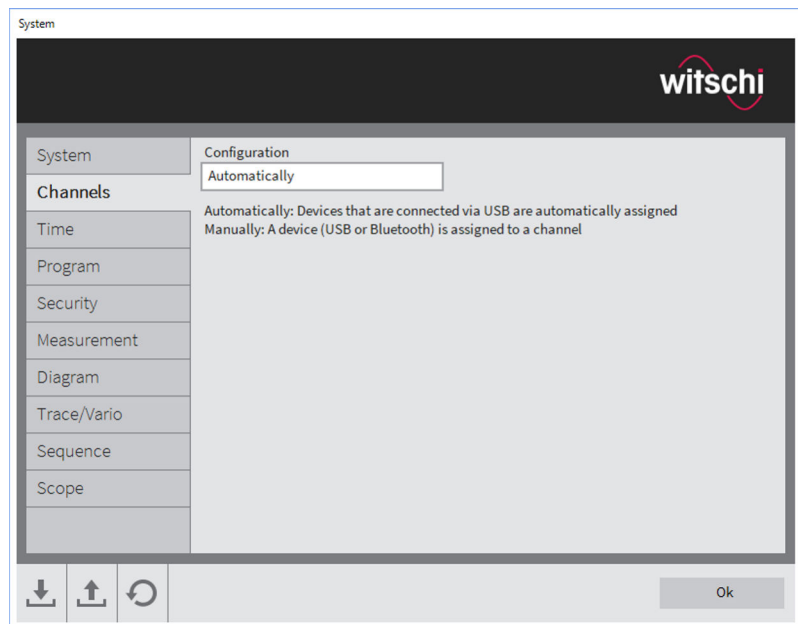 System
witschi
System
Channels
Time
Program
Security
Measurement
Diagram
Trace/Vario
Sequence
Scope
Configuration
Automatically
Automatically: Devices that are connected via USB are automatically assigned
Manually: A device (USB or Bluetooth) is assigned to a channel
Ok